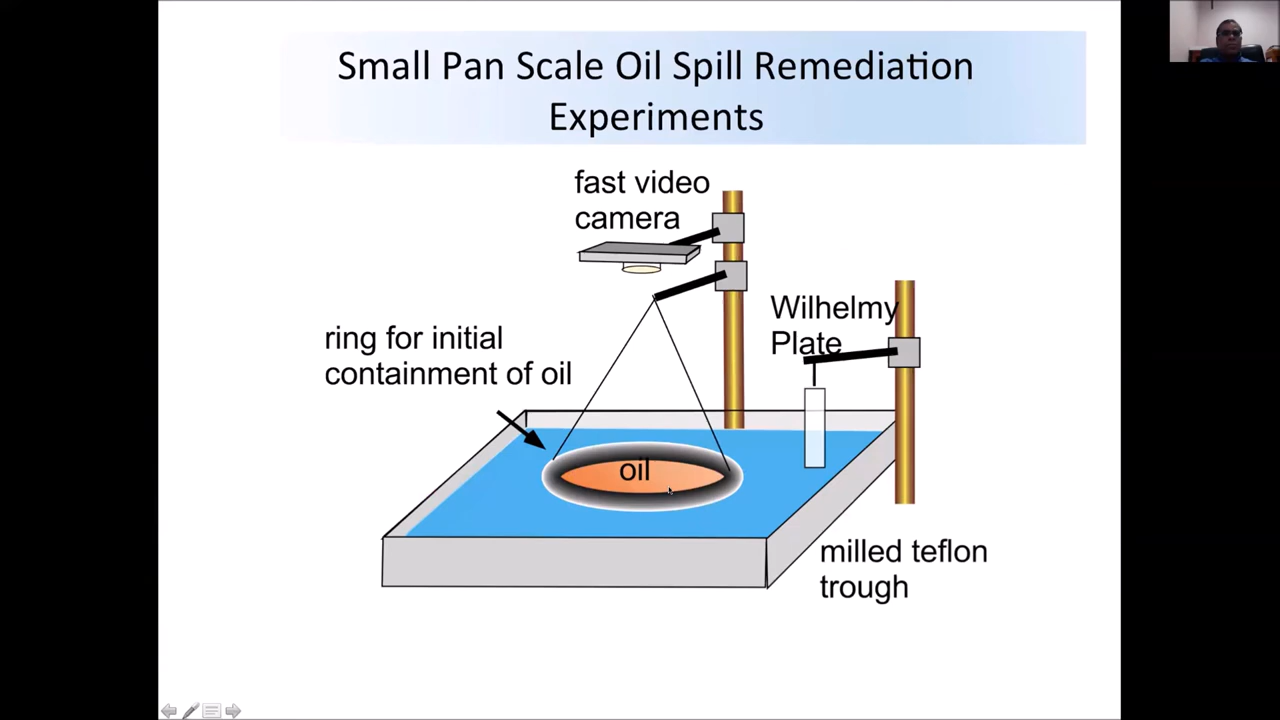 Small Pan Scale Oil Spill Remediation
Experiments
fast video
camera
Wilhelmy
Plate
ring for initial
containment of oil
oil
milled teflon
trough